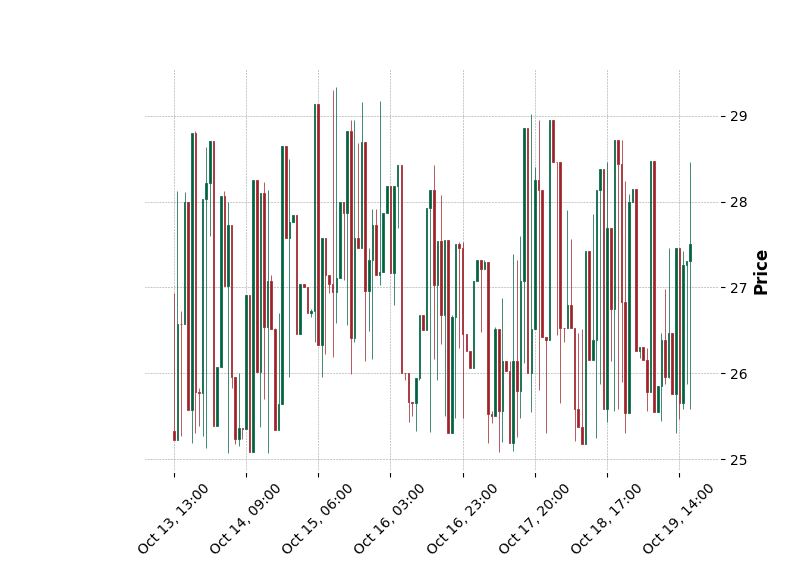 29
28
27
26
25
Price
Oct 13, 13:00
Oct 14, 09:00
Oct 15, 06:00
Oct 16, 03:00
Oct 16, 23:00
Oct 17, 20:00
Oct 18, 17:00
Oct 19, 14:00